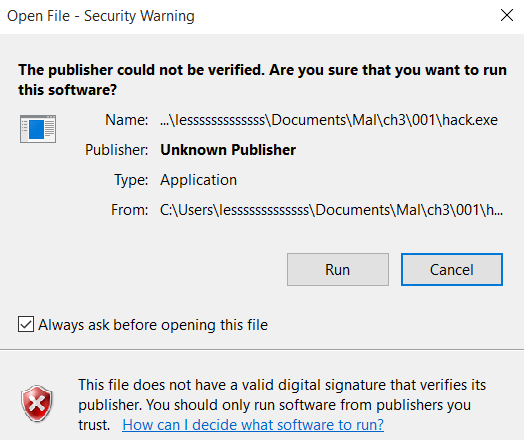 Open File - Security Warning
The publisher could not be verified. Are you sure that you want to run
this software?
Name: ...\lesssssssssssss\Documents\Mal\ch3\001\hack.exe
Publisher: Unknown Publisher
Type: Application
From: C:\Users\lesssssssssssss\Documents\Mal\ch3\001\h...
Run Cancel
Always ask before opening this file
This file does not have a valid digital signature that verifies its
publisher. You should only run software from publishers you
trust. How can I decide what software to run?